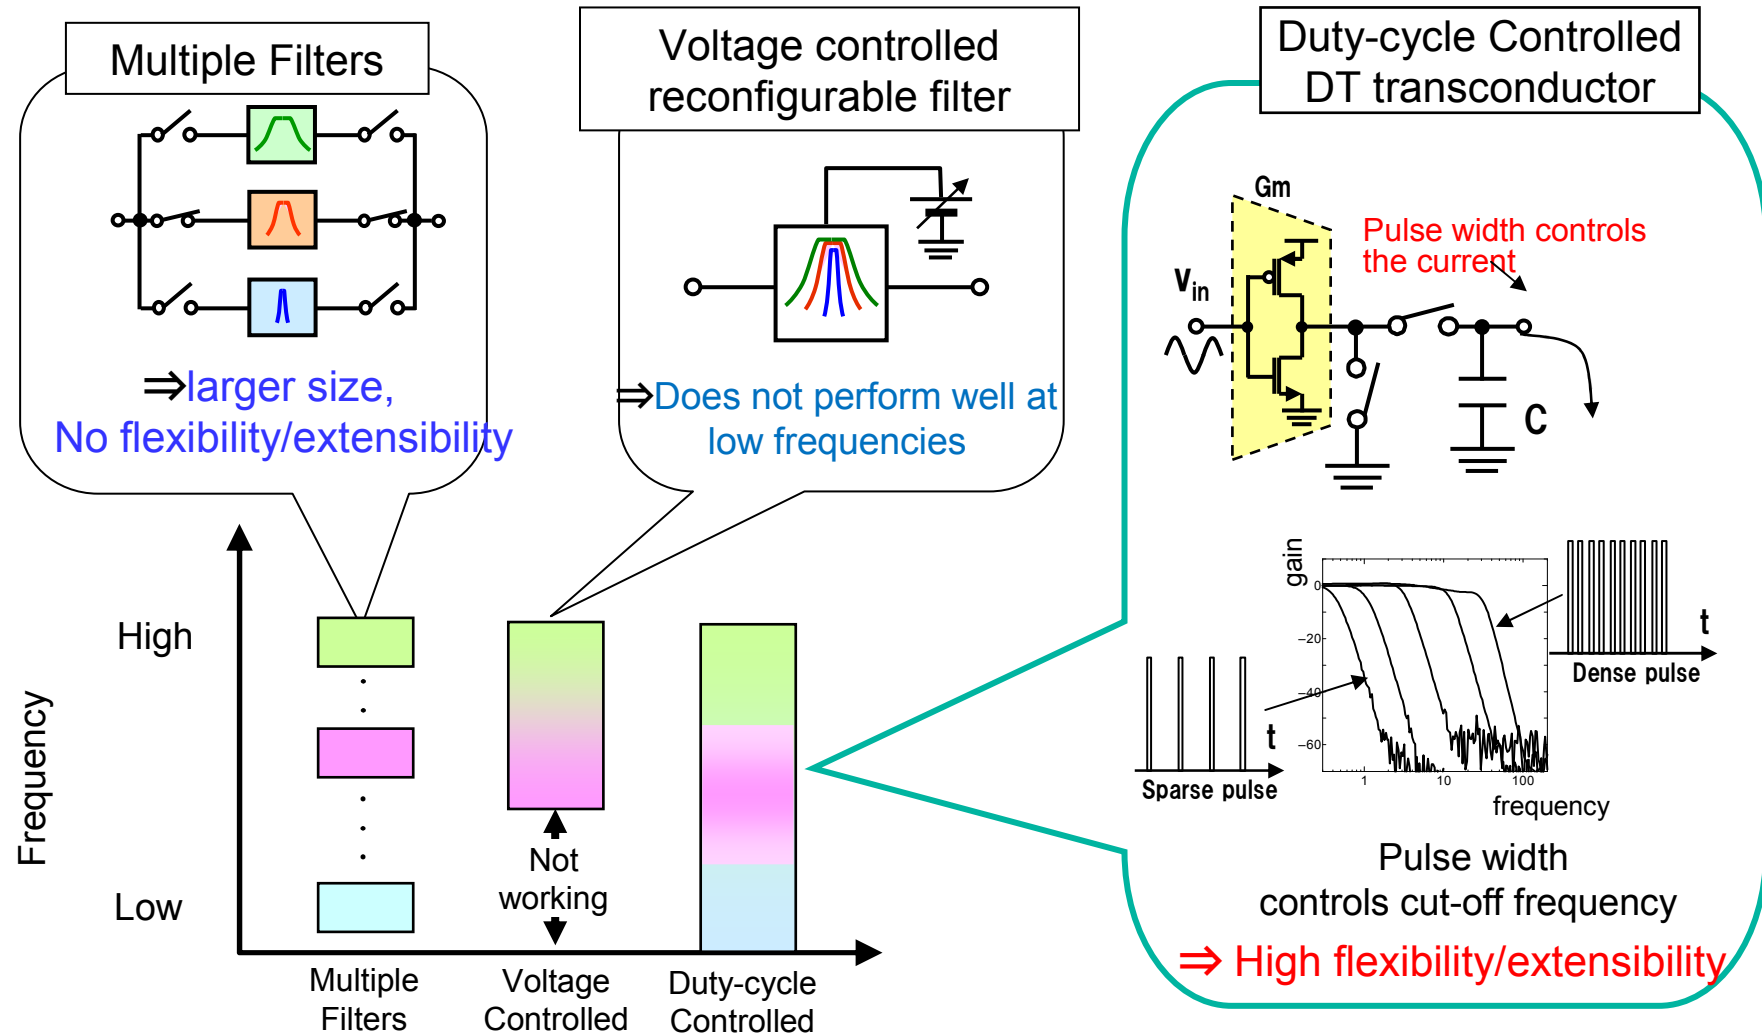 Multiple Filters
⇒larger size,
No flexibility/extensibility
Voltage controlled
reconfigurable filter
⇒Does not perform well at
low frequencies
Duty-cycle Controlled
DT transconductor
Gm
Pulse width controls
the current
vin
C
gain
0
−20
−40
−60
1
10
100
frequency
t
Dense pulse
t
Sparse pulse
Pulse width
controls cut-off frequency
⇒ High flexibility/extensibility
Frequency
High
Low
Not
working
Multiple
Filters
Voltage
Controlled
Duty-cycle
Controlled